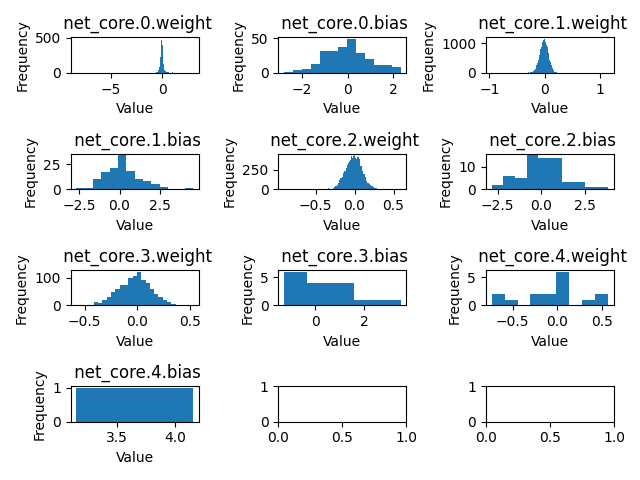 net_core.0.weight
Frequency
500
0
−5
0
Value
net_core.0.bias
Frequency
50
0
−2
0
2
Value
net_core.1.weight
Frequency
1000
0
−1
0
1
Value
net_core.1.bias
Frequency
25
0
−2.5
0.0
2.5
Value
net_core.2.weight
Frequency
250
0
−0.5
0.0
0.5
Value
net_core.2.bias
Frequency
10
0
−2.5
0.0
2.5
Value
net_core.3.weight
Frequency
100
0
−0.5
0.0
0.5
Value
net_core.3.bias
Frequency
5
0
0
2
Value
net_core.4.weight
Frequency
5
0
−0.5
0.0
0.5
Value
net_core.4.bias
Frequency
1
0
3.5
4.0
Value
1
0
0.0
0.5
1.0
1
0
0.0
0.5
1.0